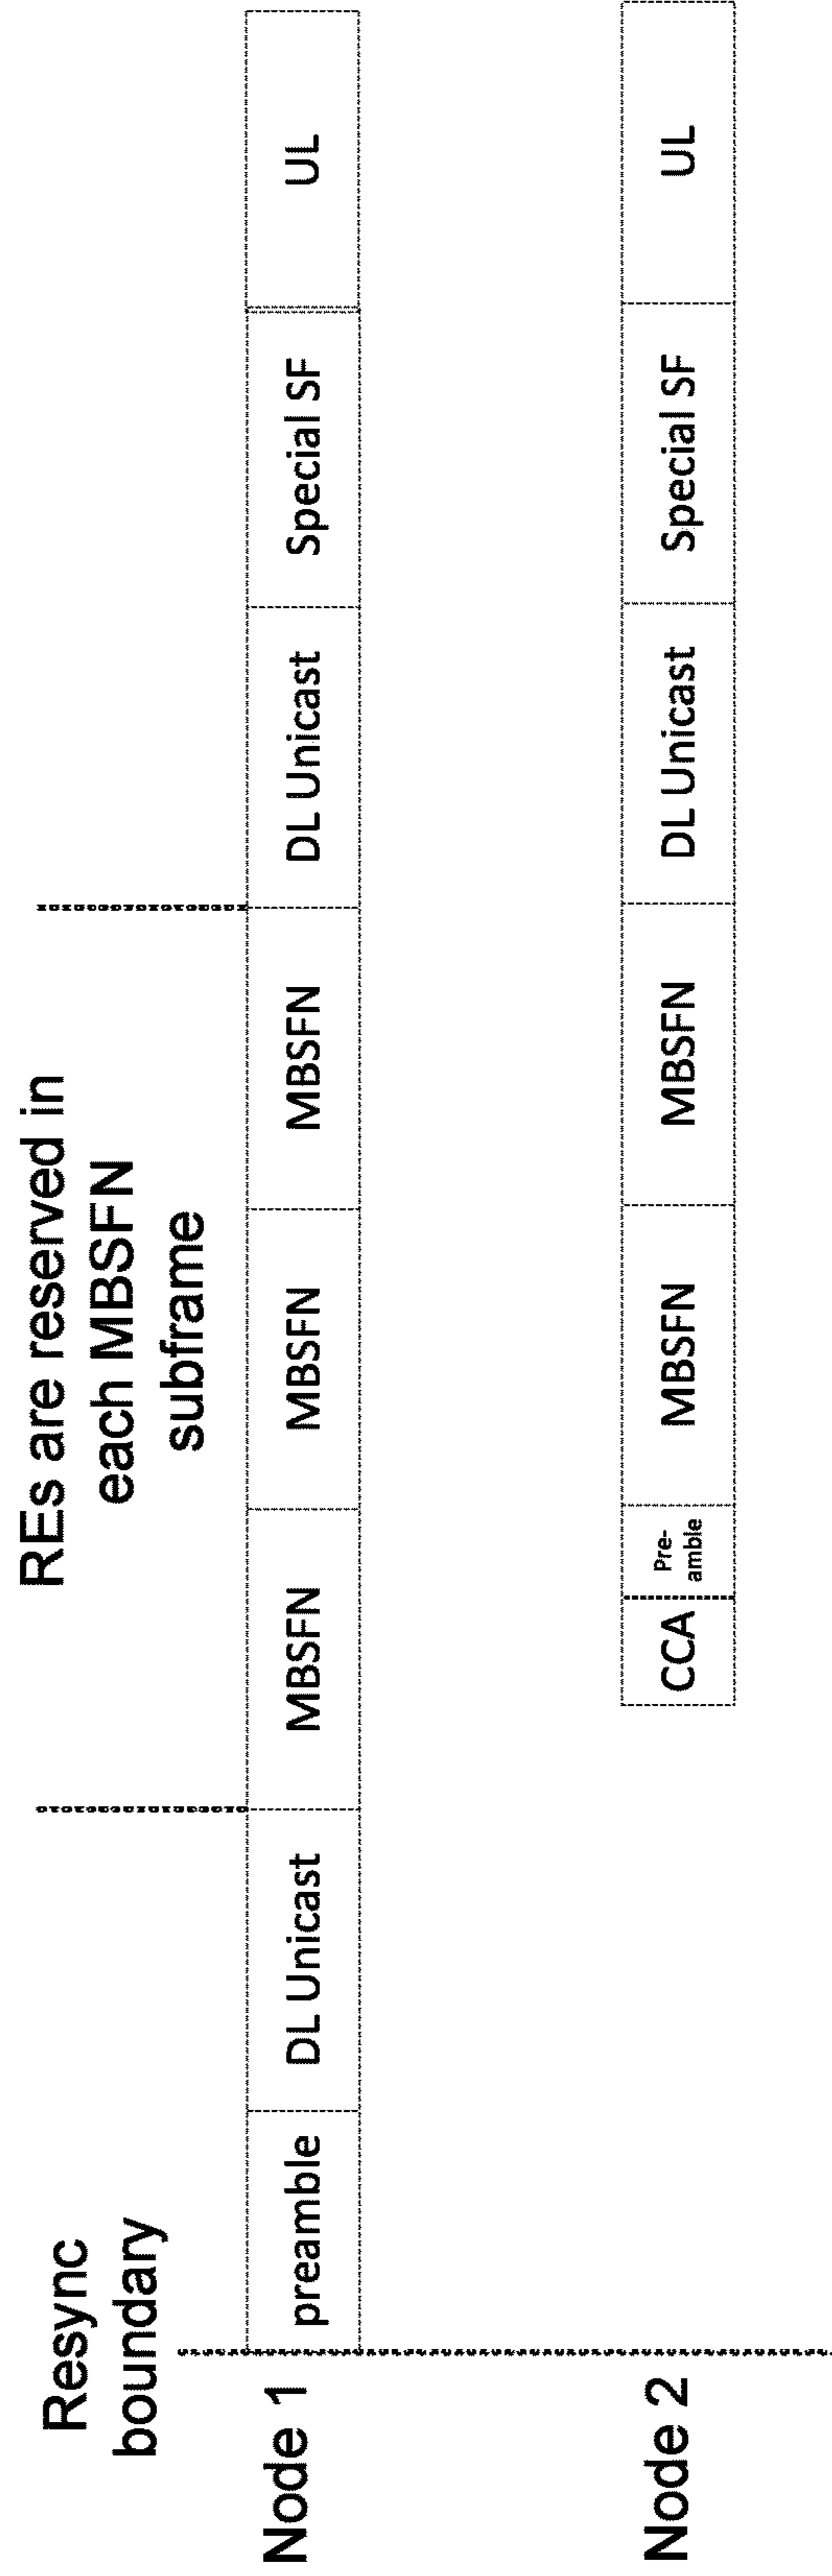 Resync
boundary
REs are reserved in
each MBSFN
subframe
Node 1
preamble
DL Unicast
MBSFN
MBSFN
MBSFN
DL Unicast
Special SF
UL
Node 2
CCA
Pre-
amble
MBSFN
MBSFN
DL Unicast
Special SF
UL